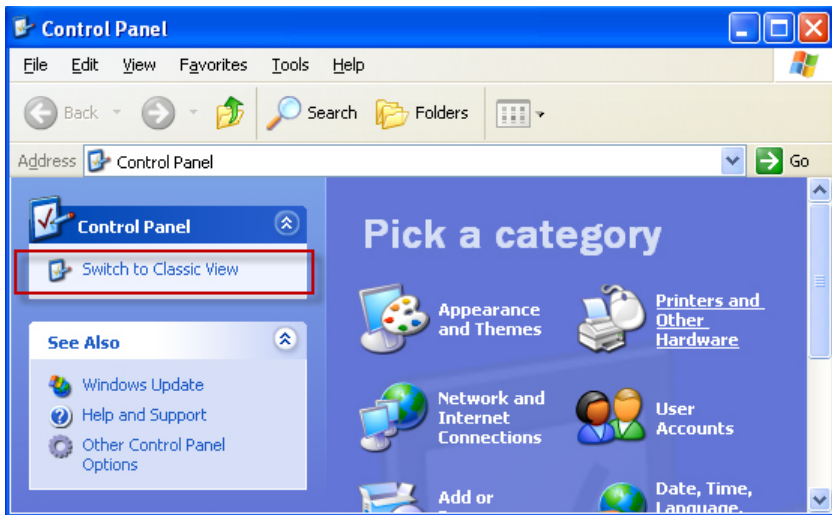 Control Panel
File Edit View Favorites Tools Help
Back Search Folders
Address Control Panel Go
Control Panel
Switch to Classic View
See Also
Windows Update
Help and Support
Other Control Panel
Options
Pick a category
Appearance
and Themes
Printers and
Other
Hardware
Network and
Internet
Connections
User
Accounts
Add or
Date, Time,
Language,